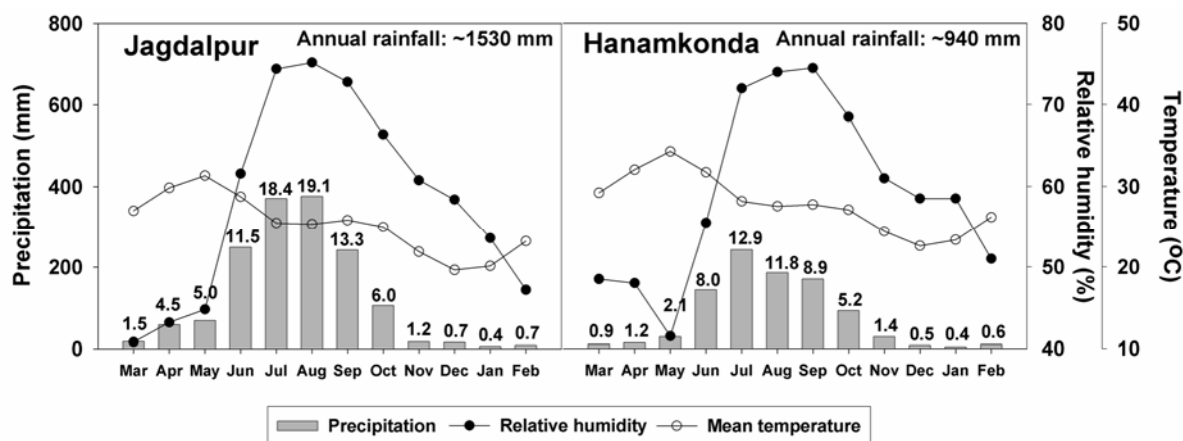 Jagdalpur Annual rainfall: ~1530 mm
Hanamkonda Annual rainfall: ~940 mm
Precipitation (mm)
800
600
400
200
0
1.5 4.5 5.0 11.5 18.4 19.1 13.3 6.0 1.2 0.7 0.4 0.7
0.9 1.2 2.1 8.0 12.9 11.8 8.9 5.2 1.4 0.5 0.4 0.6
Mar Apr May Jun Jul Aug Sep Oct Nov Dec Jan Feb
Mar Apr May Jun Jul Aug Sep Oct Nov Dec Jan Feb
80
70
60
50
40
Relative humidity (%)
50
40
30
20
10
Temperature (°C)
Precipitation Relative humidity Mean temperature